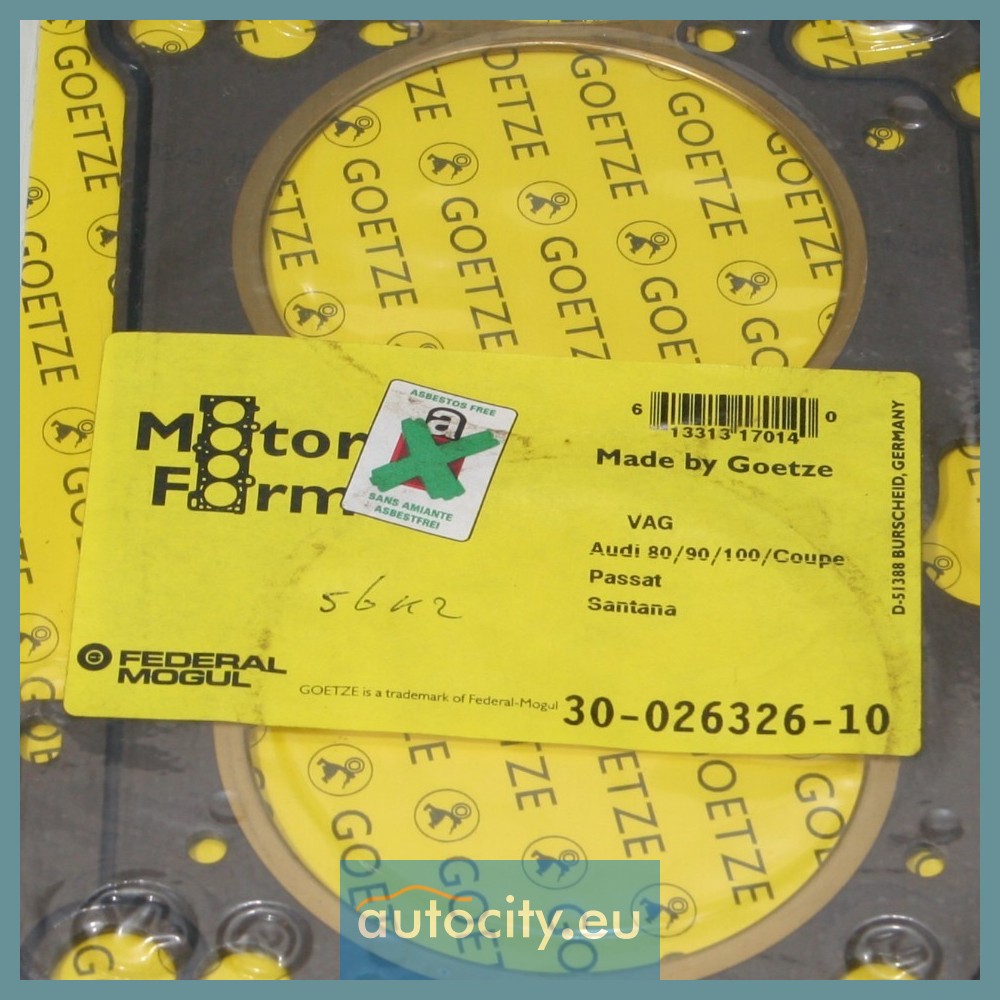 GOETZE
Motor
Form
ASBESTOS FREE
a
SANS AMIANTE
ASBESTFREI
6 13313 17014 0
Made by Goetze
VAG
Audi 80/90/100/Coupe
Passat
Santana
D-51388 BURSCHEID, GERMANY
56K2
FEDERAL
MOGUL
GOETZE is a trademark of Federal-Mogul
30-026326-10
autocity.eu